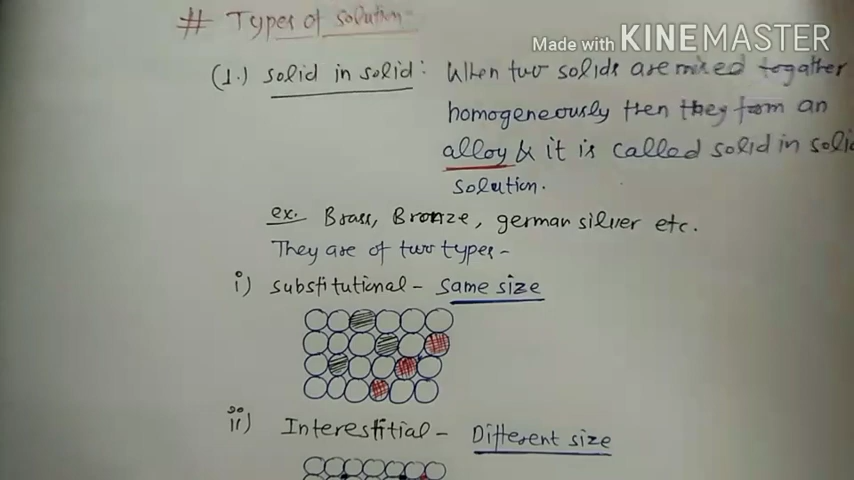 # Types of solution-
Made with KINEMASTER
(1.) solid in solid: When two solids are mixed togather
homogeneously then they form an
alloy & it is called solid in solid
solution.
ex. Brass, Bronze, german silver etc.
They are of two types-
i) substitutional - same size
ii) Interestitial - Different size